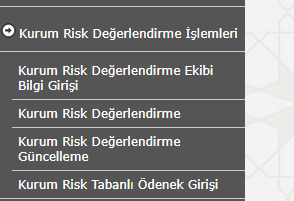 Kurum Risk Değerlendirme İşlemleri
Kurum Risk Değerlendirme Ekibi
Bilgi Girişi
Kurum Risk Değerlendirme
Kurum Risk Değerlendirme
Güncelleme
Kurum Risk Tabanlı Ödenek Girişi